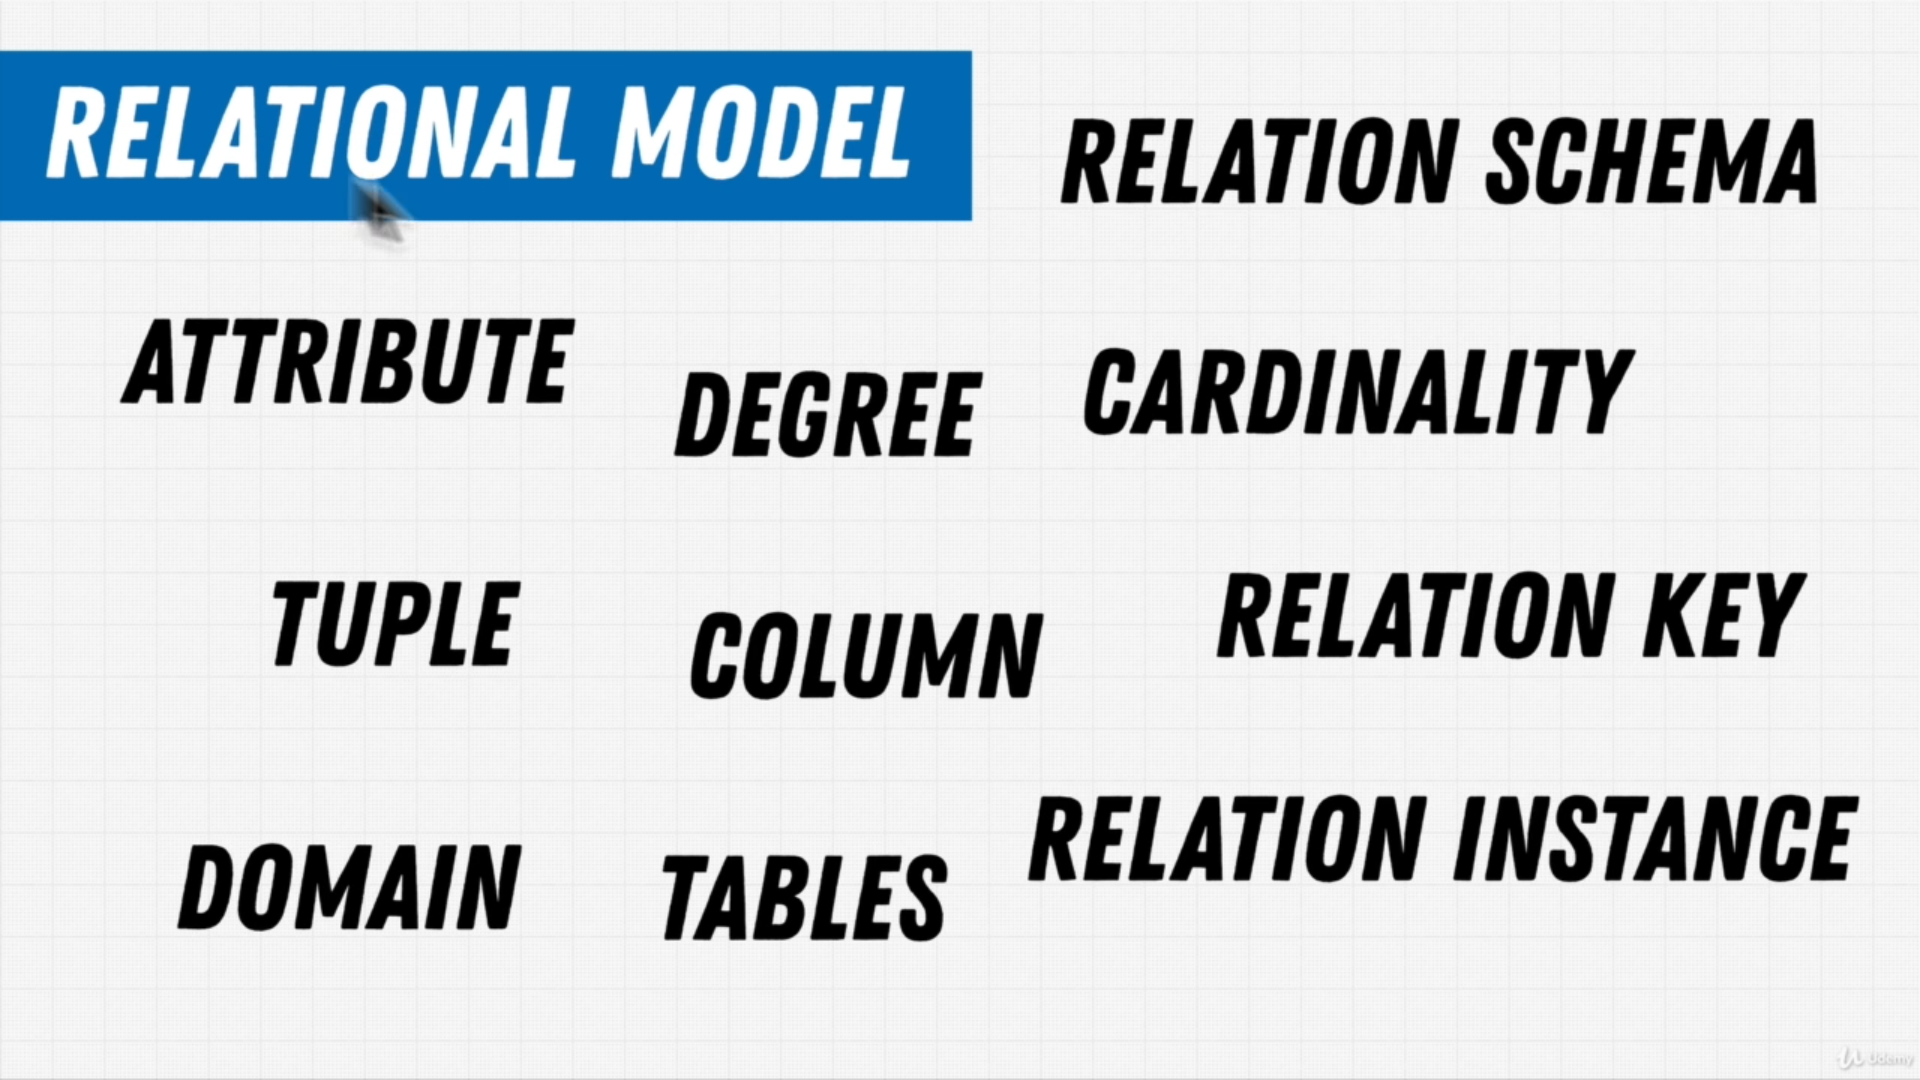 RELATIONAL MODEL
RELATION SCHEMA
ATTRIBUTE
DEGREE
CARDINALITY
TUPLE
COLUMN
RELATION KEY
DOMAIN
TABLES
RELATION INSTANCE
Udemy